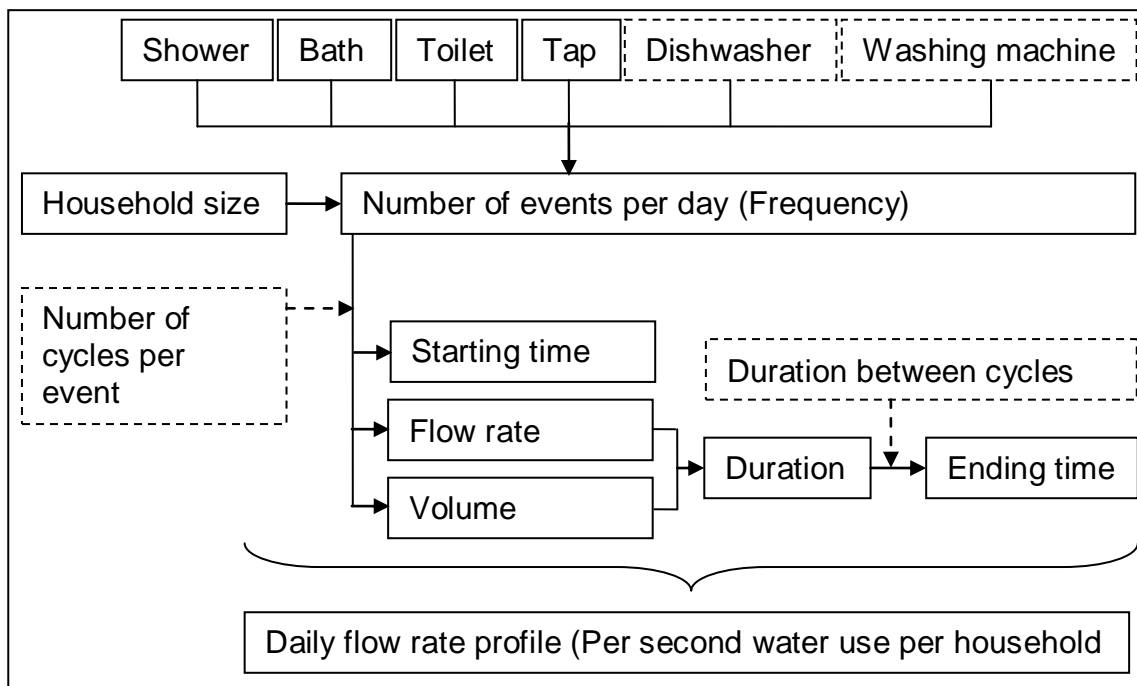 Shower Bath Toilet Tap Dishwasher Washing machine
Household size
Number of events per day (Frequency)
Number of
cycles per
event
Starting time
Duration between cycles
Flow rate
Duration
Ending time
Volume
Daily flow rate profile (Per second water use per household